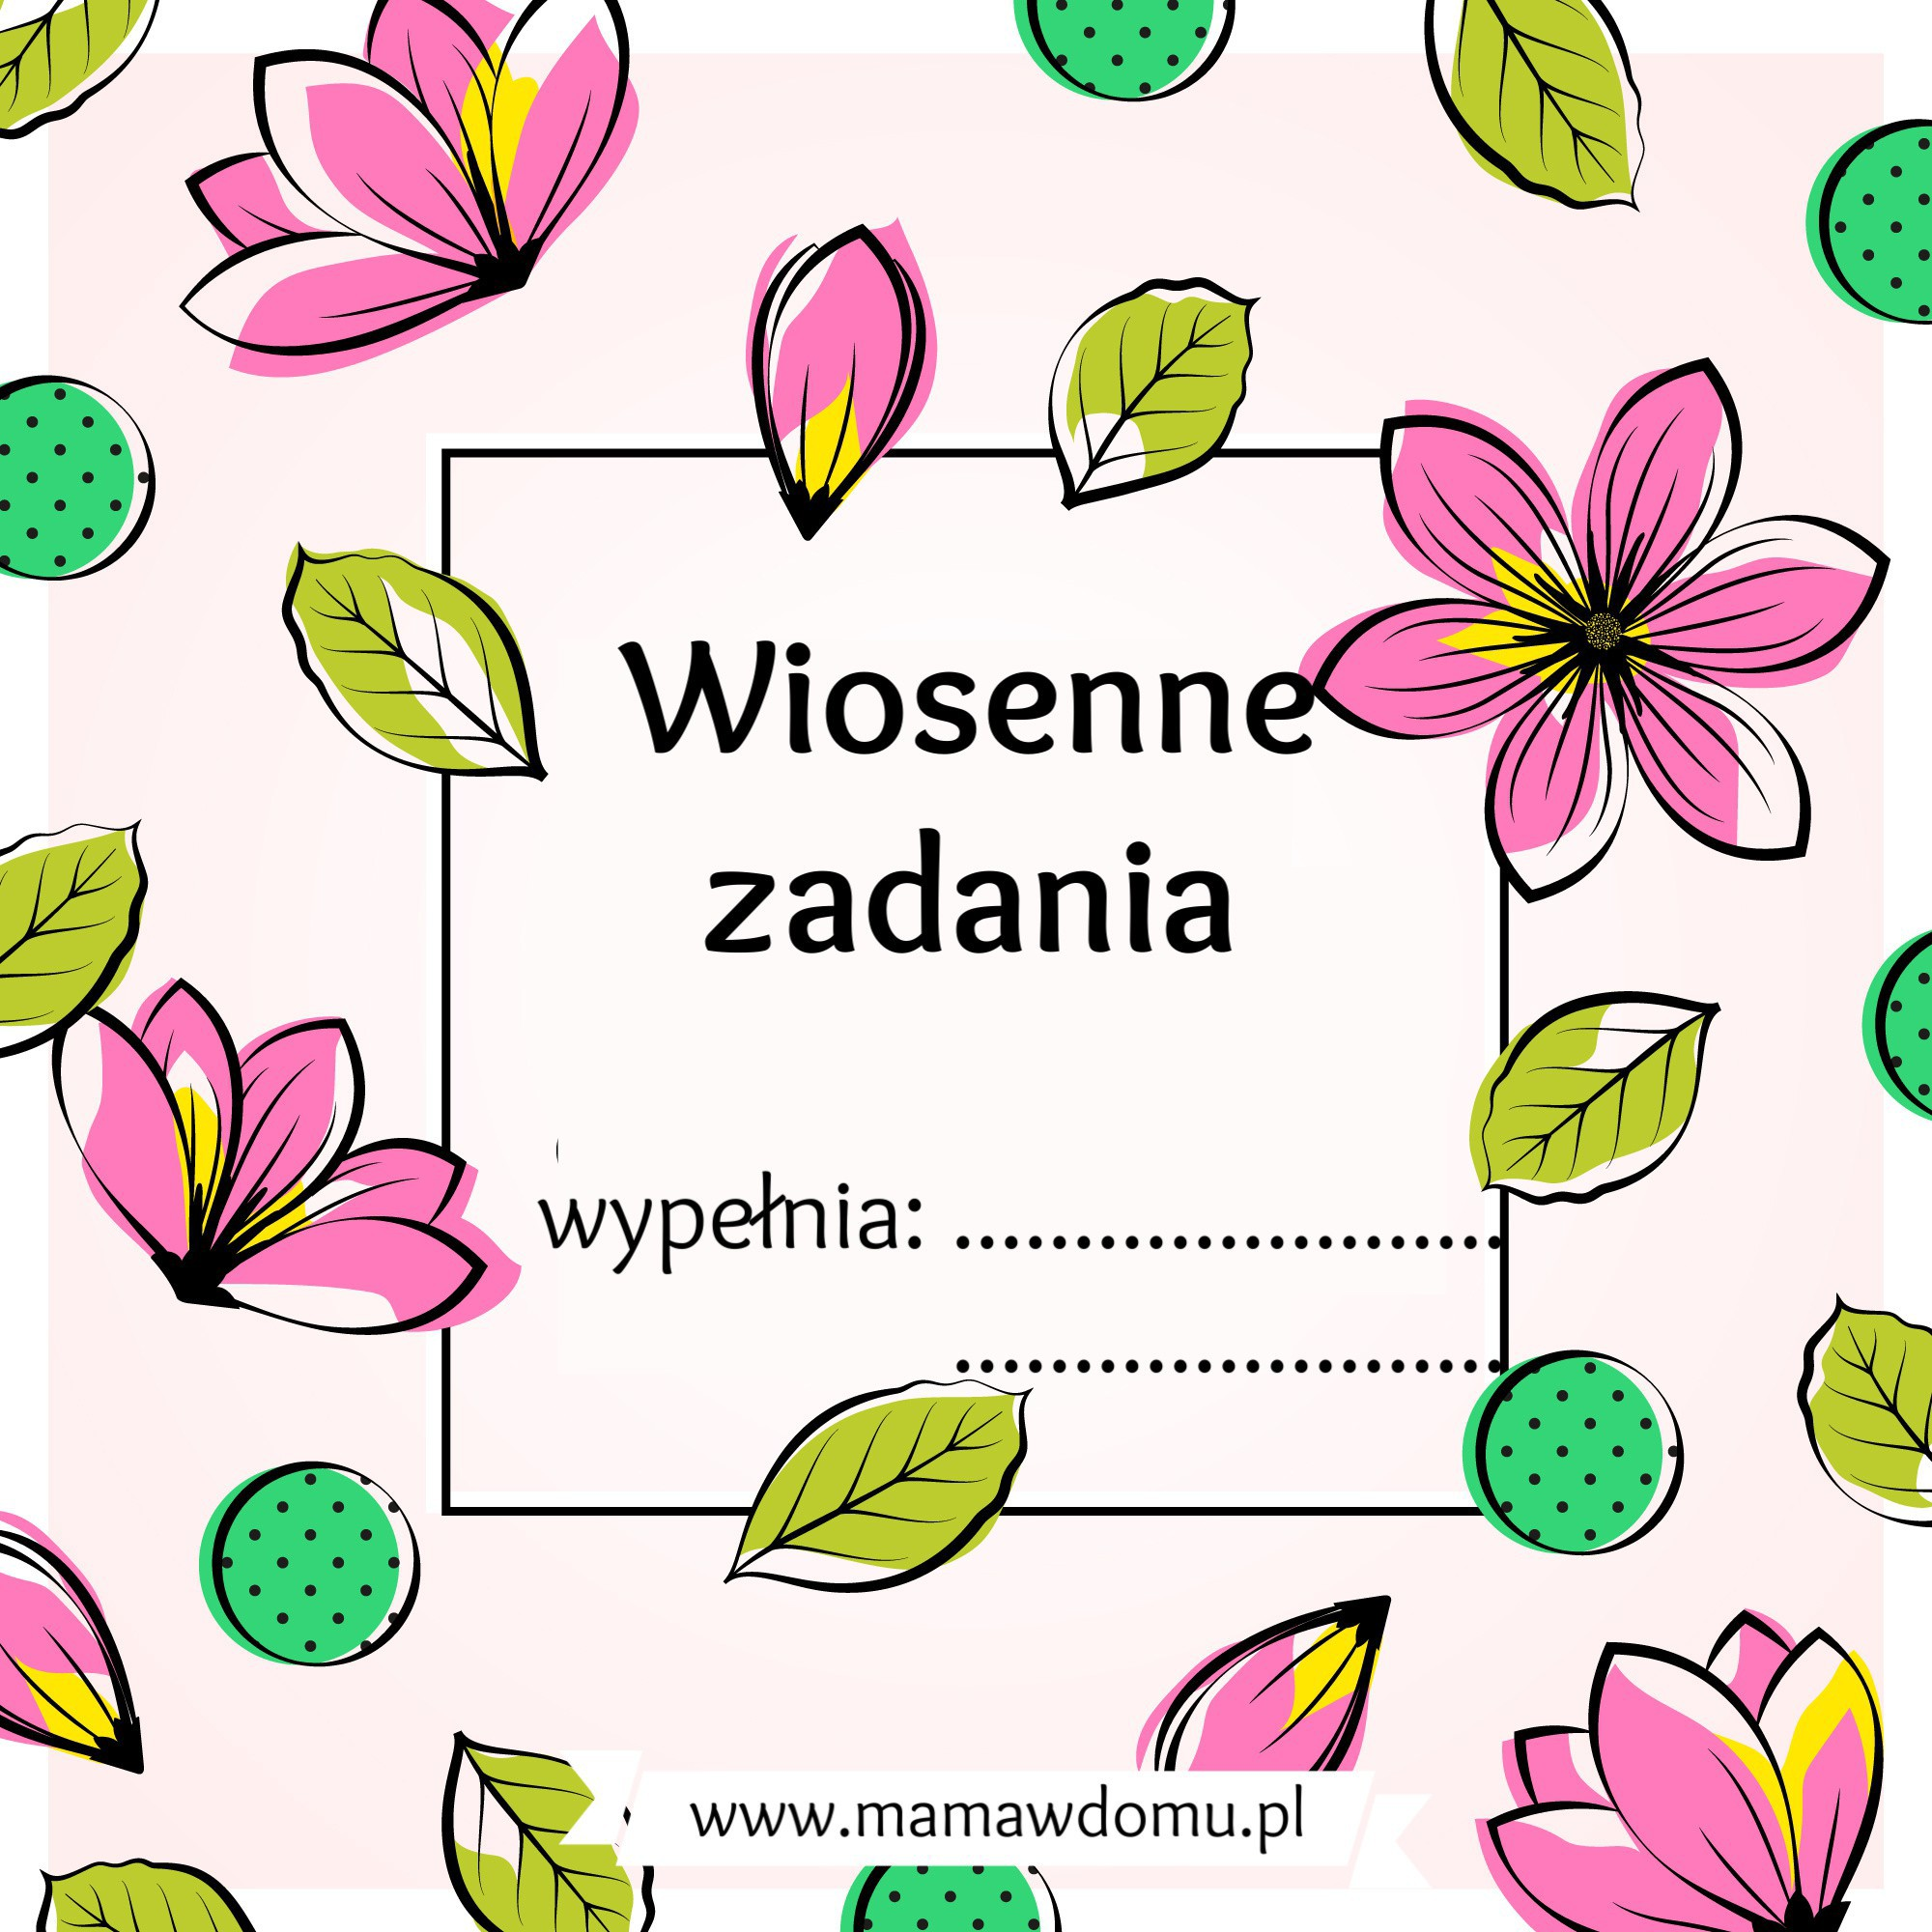 Wiosenne
zadania
wypełnia: .......................
.......................
www.mamawdomu.pl